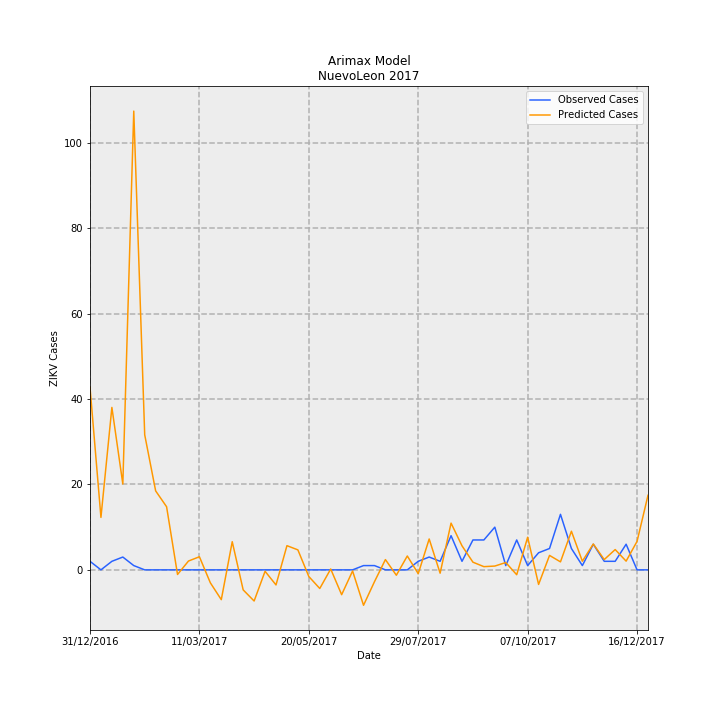 Arimax Model
NuevoLeon 2017
Observed Cases
Predicted Cases
100
80
60
40
20
0
ZIKV Cases
31/12/2016 11/03/2017 20/05/2017 29/07/2017 07/10/2017 16/12/2017
Date